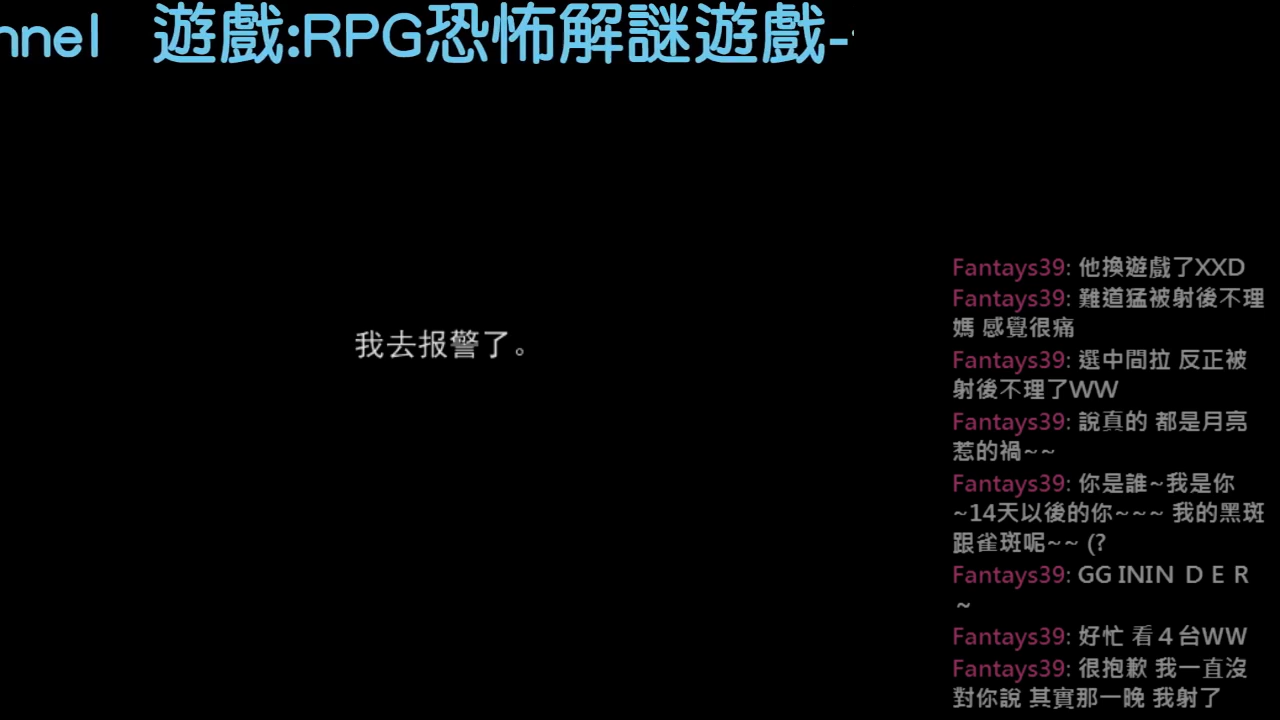 nnel 遊戲:RPG恐怖解謎遊戲-
我去报警了。
Fantays39: 他換遊戲了XXD
Fantays39: 難道猛被射後不理
媽 感覺很痛
Fantays39: 選中間拉 反正被
射後不理了WW
Fantays39: 說真的 都是月亮
惹的禍~~
Fantays39: 你是誰~我是你
~14天以後的你~~~ 我的黑斑
跟雀斑呢~~ (?
Fantays39: GG ININ D E R
~
Fantays39: 好忙 看4台WW
Fantays39: 很抱歉 我一直沒
對你說 其實那一晚 我射了